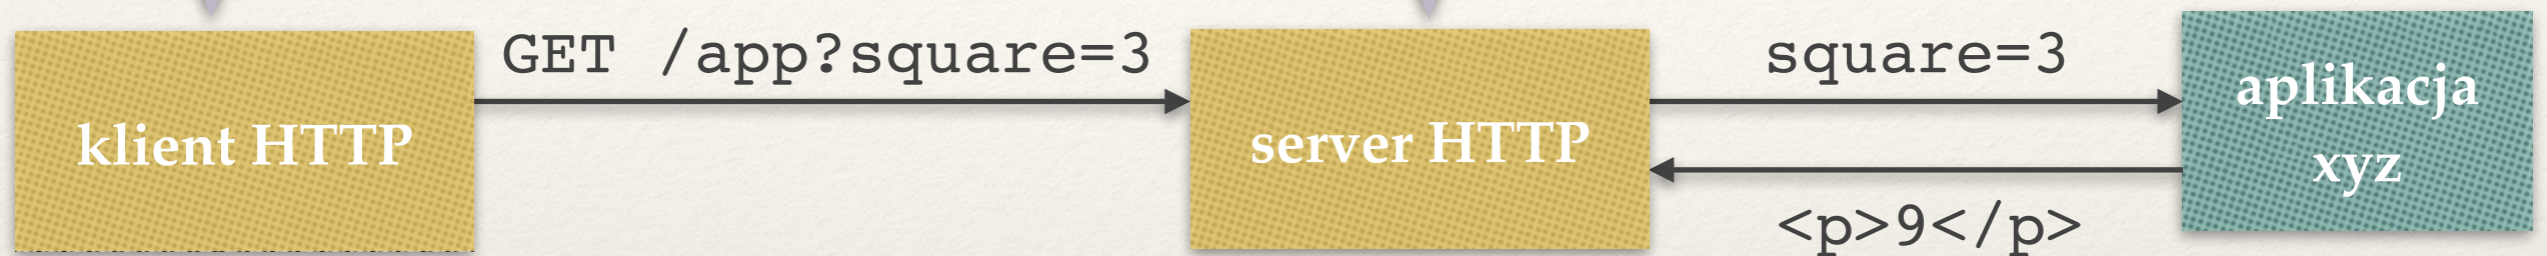 klient HTTP
GET /app?square=3
server HTTP
square=3
<p>9</p>
aplikacja
xyz